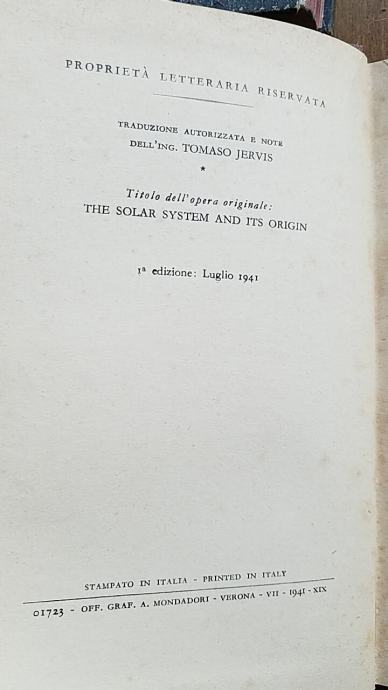 PROPRIETÀ LETTERARIA RISERVATA
TRADUZIONE AUTORIZZATA E NOTE
DELL'ING. TOMASO JERVIS
*
Titolo dell'opera originale:
THE SOLAR SYSTEM AND ITS ORIGIN
1ª edizione: Luglio 1941
STAMPATO IN ITALIA - PRINTED IN ITALY
01723 - OFF. GRAF. A. MONDADORI - VERONA - VII - 1941 - XIX